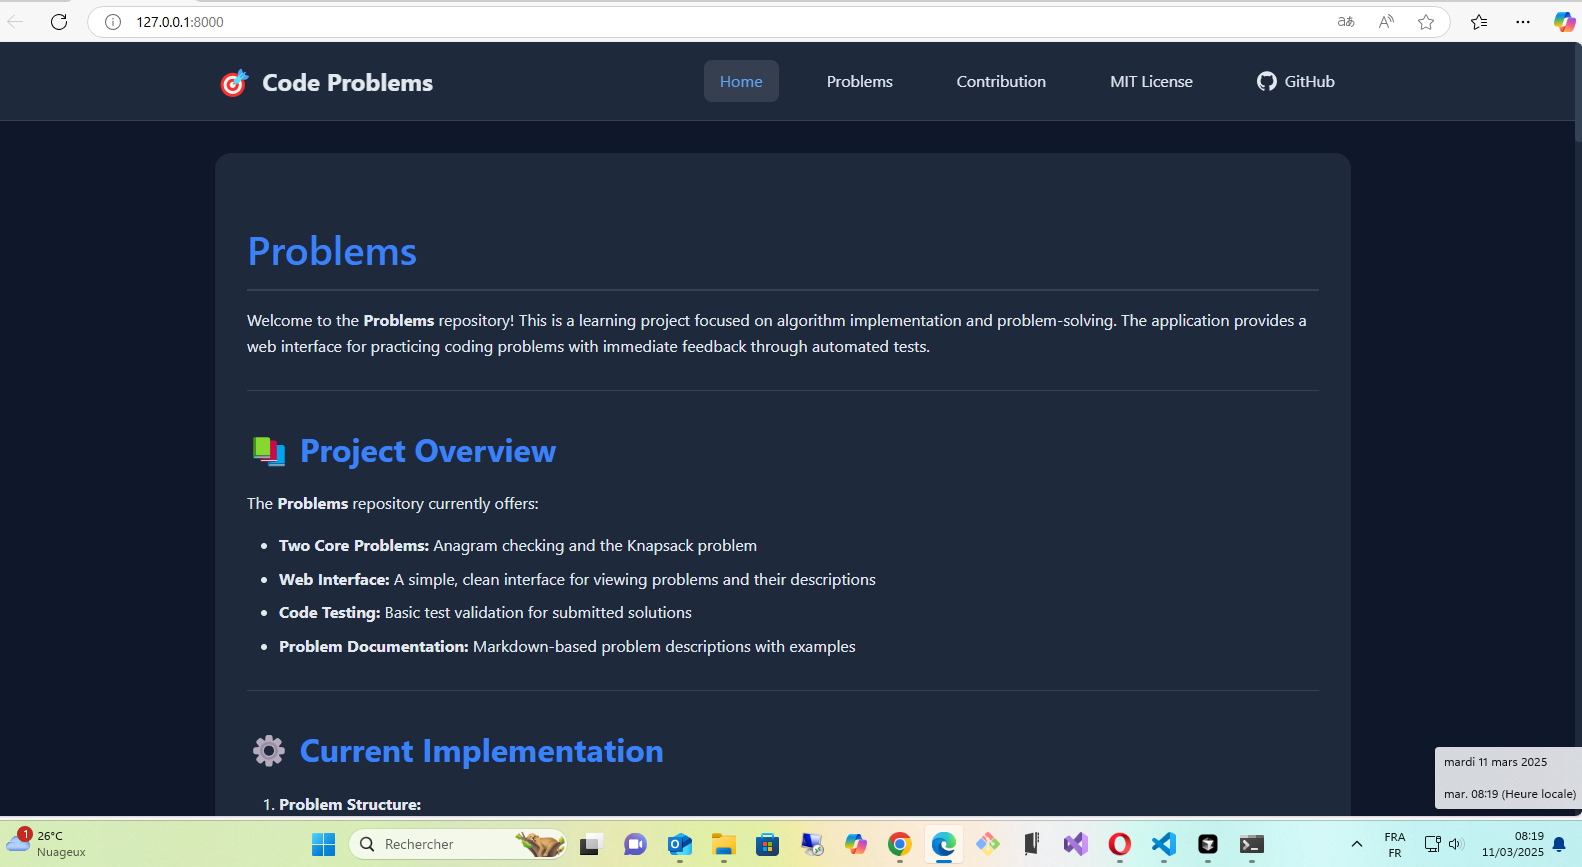 127.0.0.1:8000
Code Problems
Home
Problems
Contribution
MIT License
GitHub
Problems
Welcome to the Problems repository! This is a learning project focused on algorithm implementation and problem-solving. The application provides a
web interface for practicing coding problems with immediate feedback through automated tests.
Project Overview
The Problems repository currently offers:
• Two Core Problems: Anagram checking and the Knapsack problem
• Web Interface: A simple, clean interface for viewing problems and their descriptions
• Code Testing: Basic test validation for submitted solutions
• Problem Documentation: Markdown-based problem descriptions with examples
Current Implementation
1. Problem Structure:
mardi 11 mars 2025
mar. 08:19 (Heure locale)
1
26°C
Nuageux
Rechercher
FRA
FR
08:19
11/03/2025